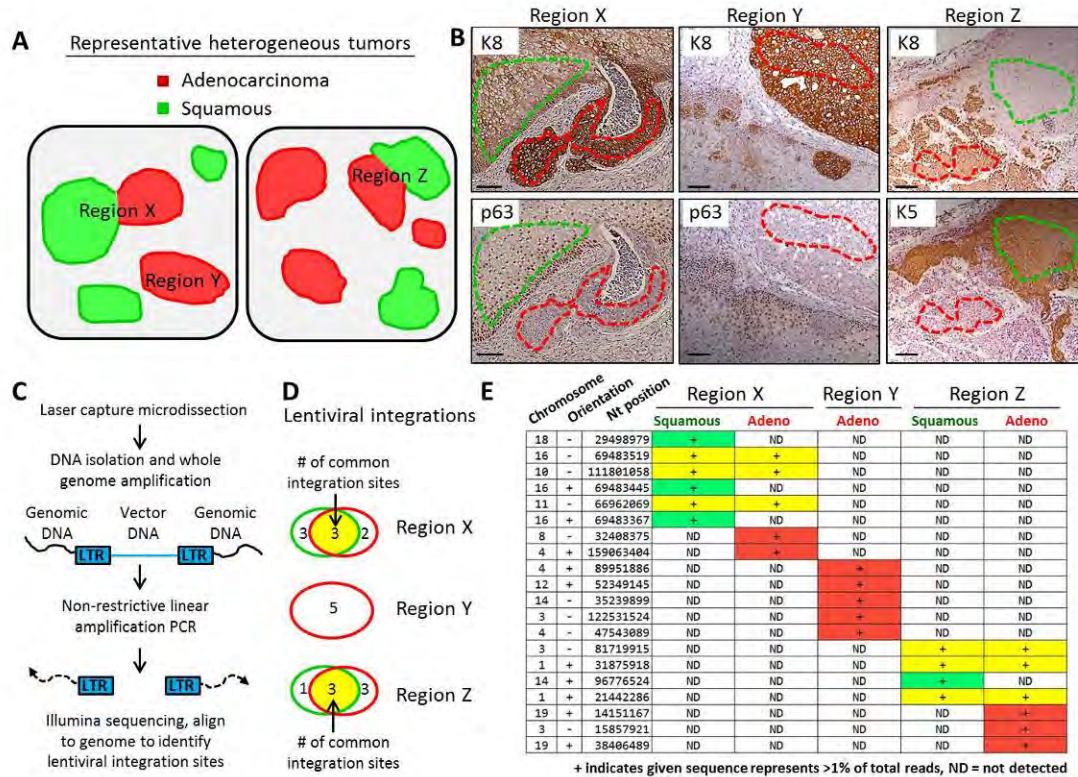 A
Representative heterogeneous tumors
Adenocarcinoma
Squamous
Region X
Region Y
Region Z
B
Region X Region Y Region Z
K8 K8 K8
p63 p63 K5
C
Laser capture microdissection
DNA isolation and whole
genome amplification
Genomic Vector Genomic
DNA DNA DNA
LTR LTR
Non-restrictive linear
amplification PCR
LTR LTR
Illumina sequencing, align
to genome to identify
lentiviral integration sites
D
Lentiviral integrations
# of common
integration sites
3 3 2 Region X
5 Region Y
1 3 3 Region Z
# of common
integration sites
E
Chromosome Orientation Nt position Region X Region Y Region Z
Squamous Adeno Adeno Squamous Adeno
18 - 29498979 + ND ND ND ND
16 - 69483519 + + ND ND ND
10 - 111801058 + + ND ND ND
16 + 69483445 + ND ND ND ND
11 - 66962069 + + ND ND ND
16 + 69483367 + ND ND ND ND
8 - 32408375 ND + ND ND ND
4 + 159063404 ND + ND ND ND
4 + 89951886 ND ND + ND ND
12 + 52349145 ND ND + ND ND
14 - 35239899 ND ND + ND ND
3 - 122531524 ND ND + ND ND
4 - 47543089 ND ND + ND ND
3 - 81719915 ND ND ND + +
1 + 31875918 ND ND ND + +
14 + 96776524 ND ND ND + ND
1 + 21442286 ND ND ND + +
19 + 14151167 ND ND ND ND +
3 - 15857921 ND ND ND ND +
19 + 38406489 ND ND ND ND +
+ indicates given sequence represents >1% of total reads, ND = not detected